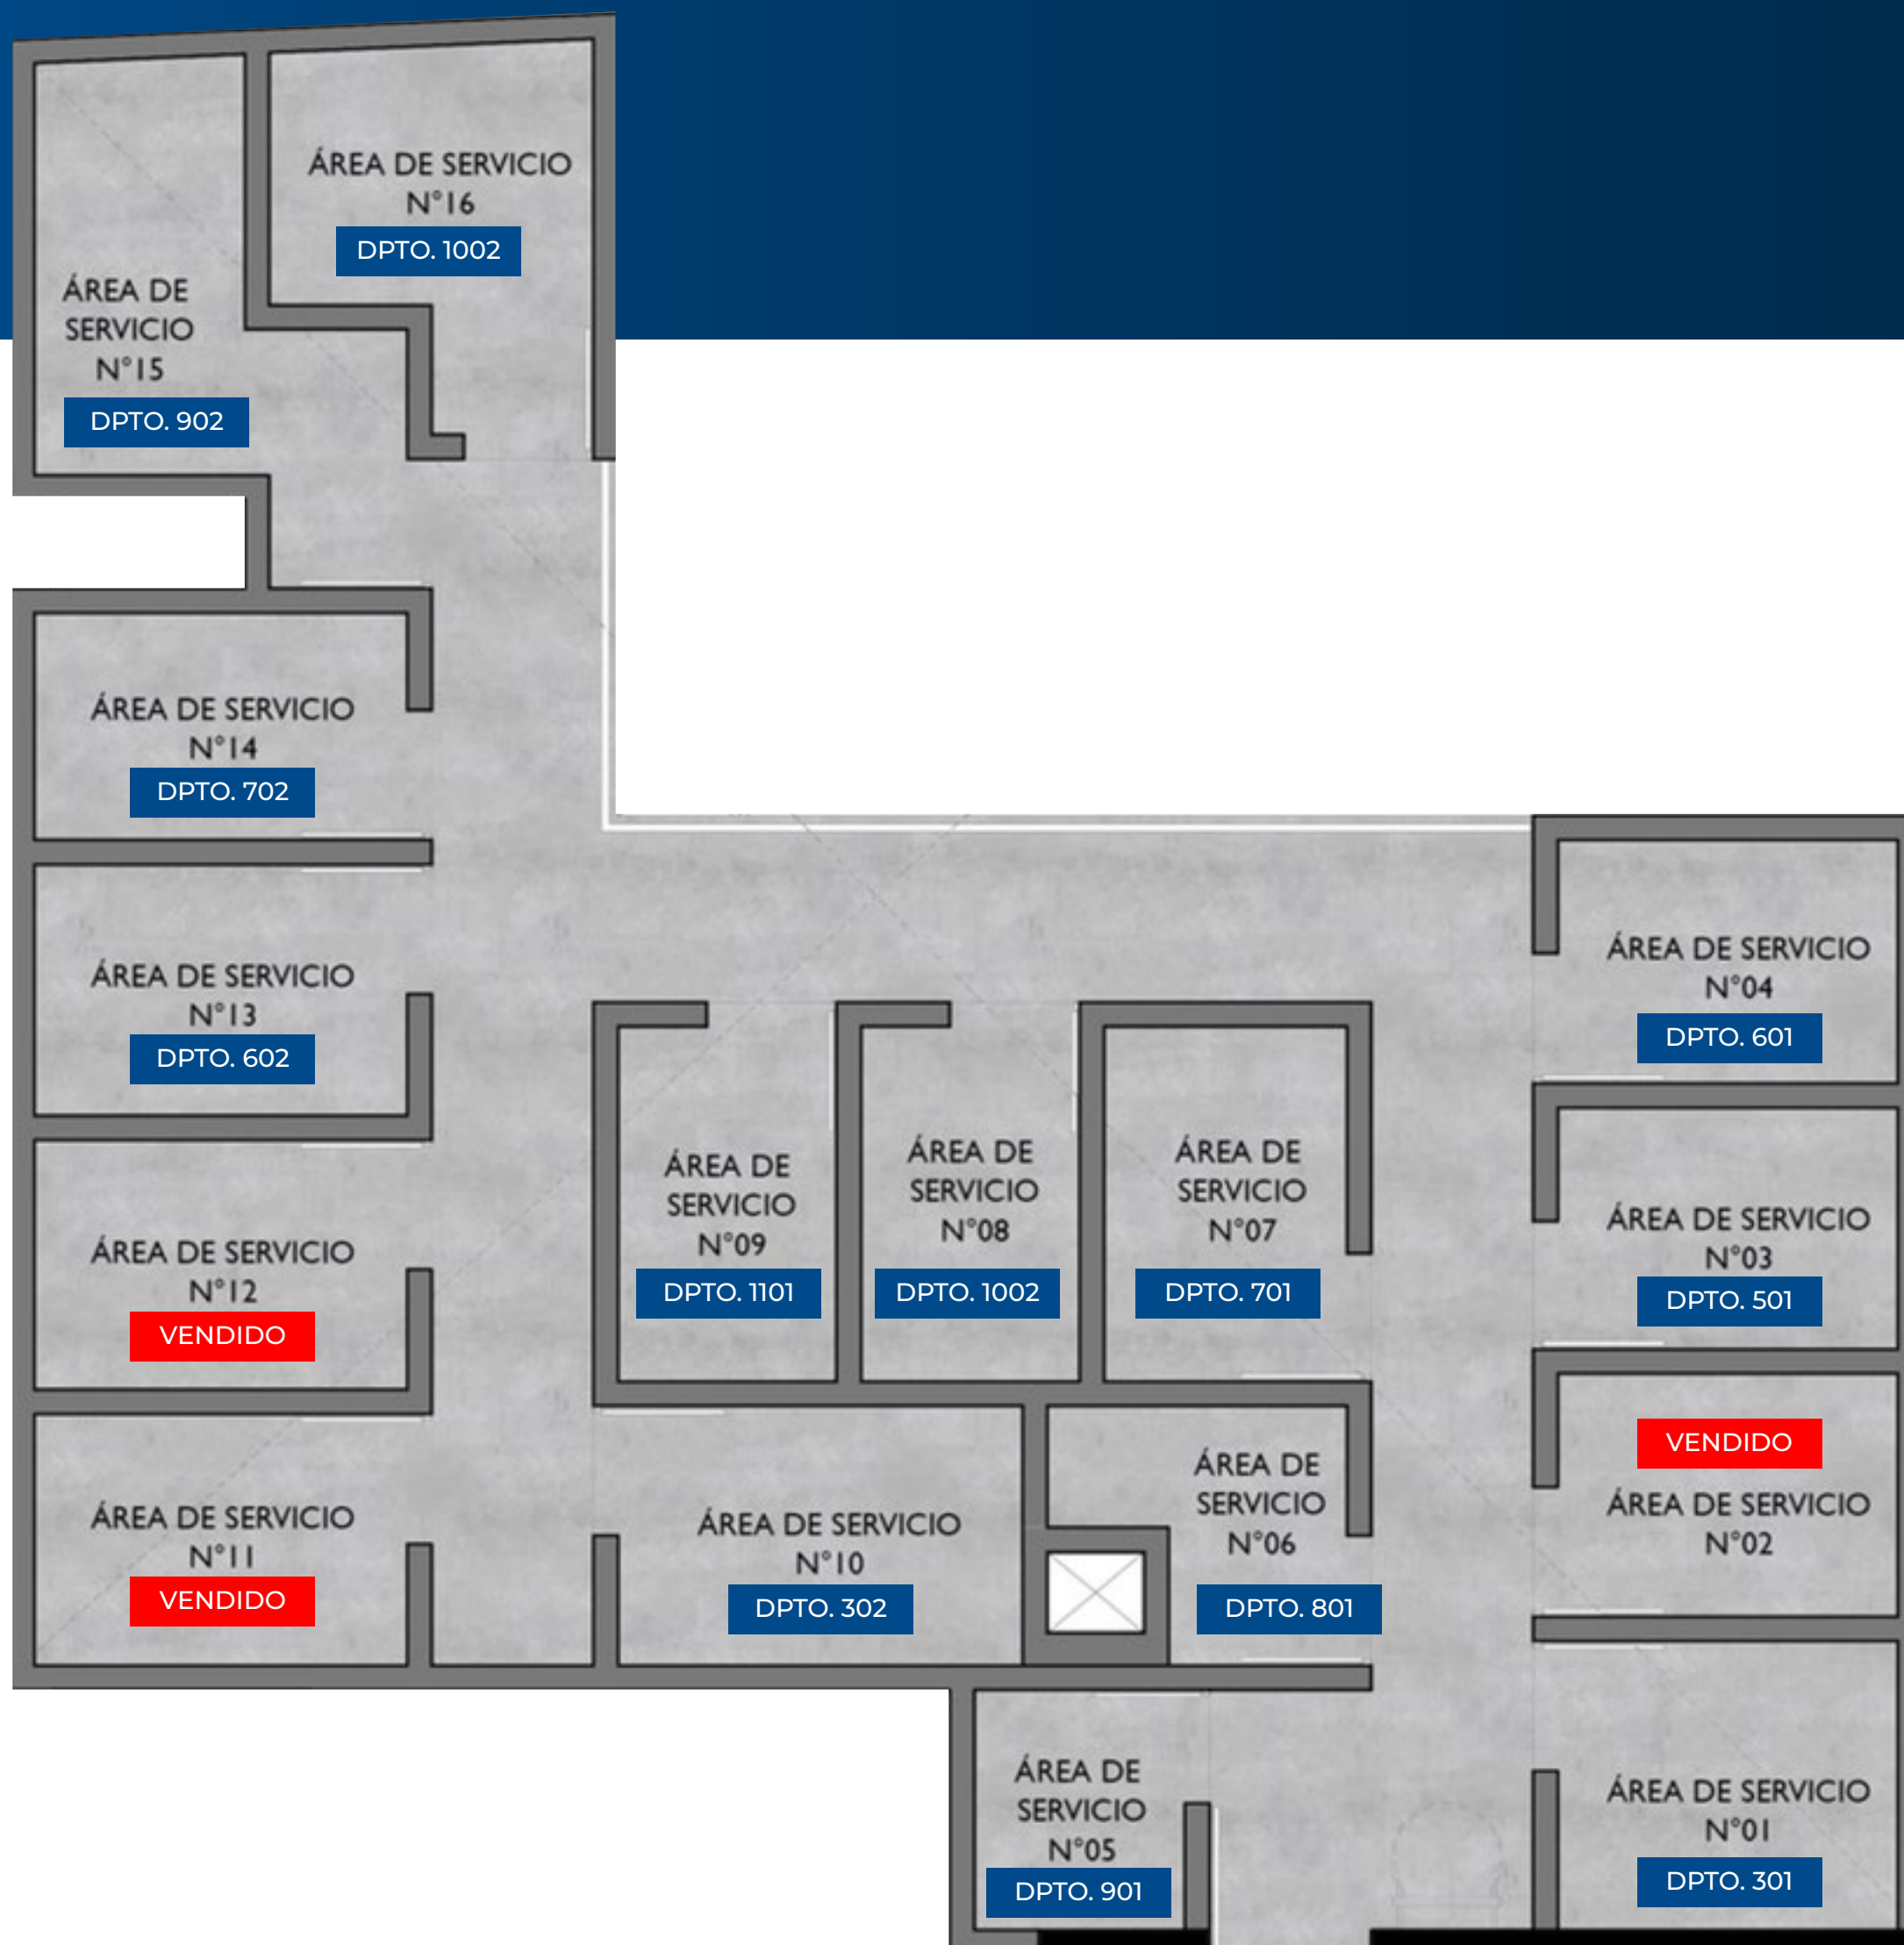 ÁREA DE SERVICIO
N°16
DPTO. 1002
ÁREA DE
SERVICIO
N°15
DPTO. 902
ÁREA DE SERVICIO
N°14
DPTO. 702
ÁREA DE SERVICIO
N°13
DPTO. 602
ÁREA DE SERVICIO
N°04
DPTO. 601
ÁREA DE SERVICIO
N°12
VENDIDO
ÁREA DE
SERVICIO
N°09
DPTO. 1101
ÁREA DE
SERVICIO
N°08
DPTO. 1002
ÁREA DE
SERVICIO
N°07
DPTO. 701
ÁREA DE SERVICIO
N°03
DPTO. 501
ÁREA DE SERVICIO
N°11
VENDIDO
ÁREA DE SERVICIO
N°10
DPTO. 302
ÁREA DE
SERVICIO
N°06
DPTO. 801
VENDIDO
ÁREA DE SERVICIO
N°02
ÁREA DE
SERVICIO
N°05
DPTO. 901
ÁREA DE SERVICIO
N°01
DPTO. 301